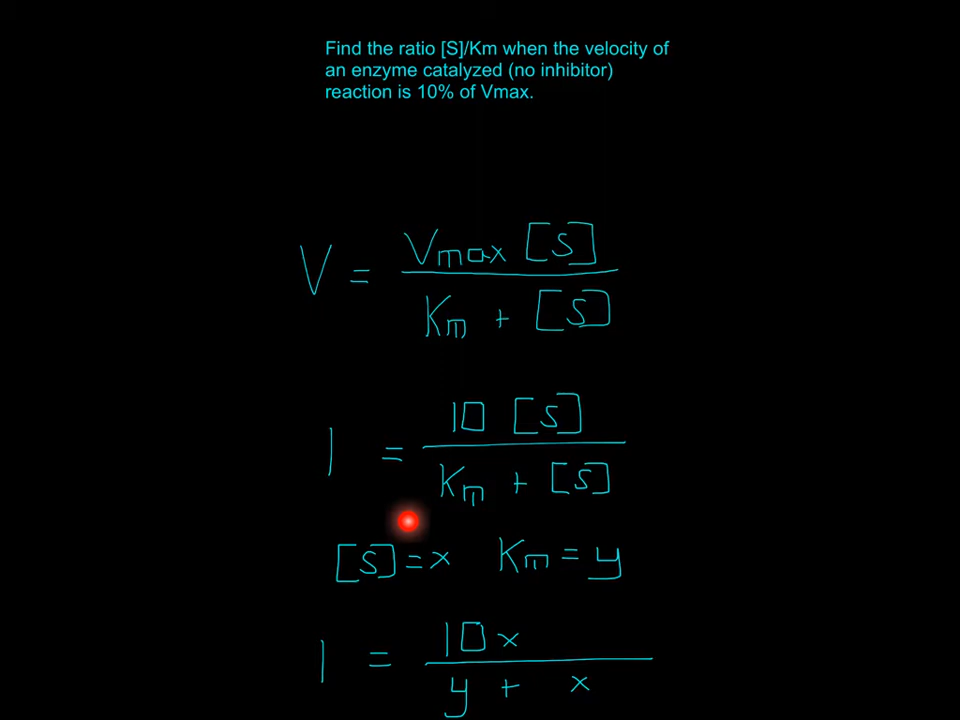 Find the ratio [S]/Km when the velocity of
an enzyme catalyzed (no inhibitor)
reaction is 10% of Vmax.
V = Vmax [S]
Km + [S]
1 = 10 [S]
Km + [S]
[S] = x Km = y
1 = 10x
y + x